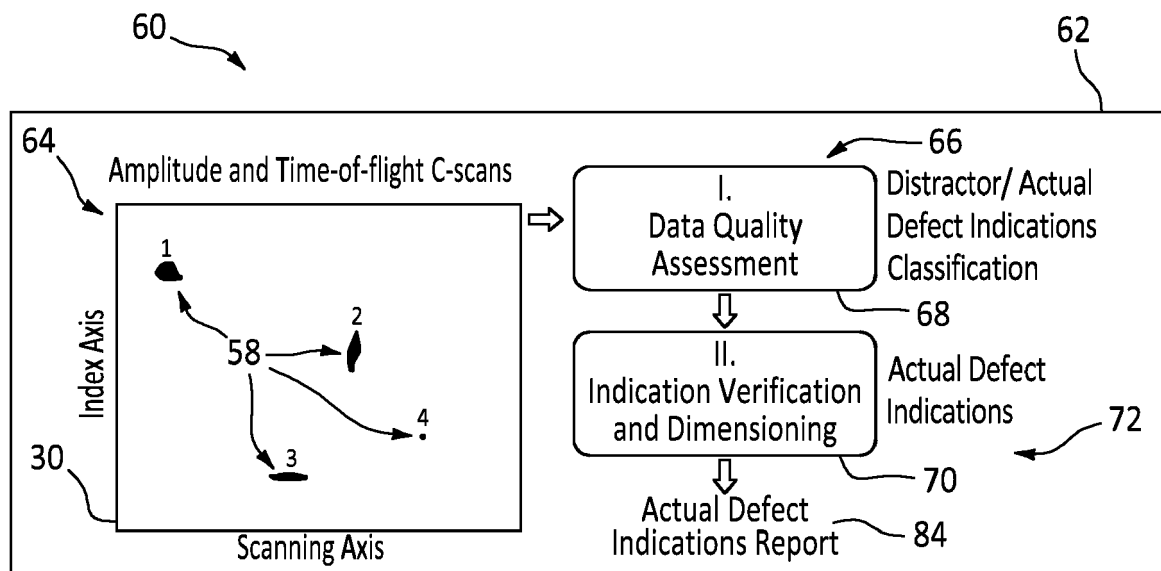 60
62
64
Amplitude and Time-of-flight C-scans
1
2
58
4
3
Index Axis
30
Scanning Axis
66
I.
Data Quality
Assessment
Distractor/ Actual
Defect Indications
Classification
68
II.
Indication Verification
and Dimensioning
Actual Defect
Indications
72
70
Actual Defect
Indications Report
84